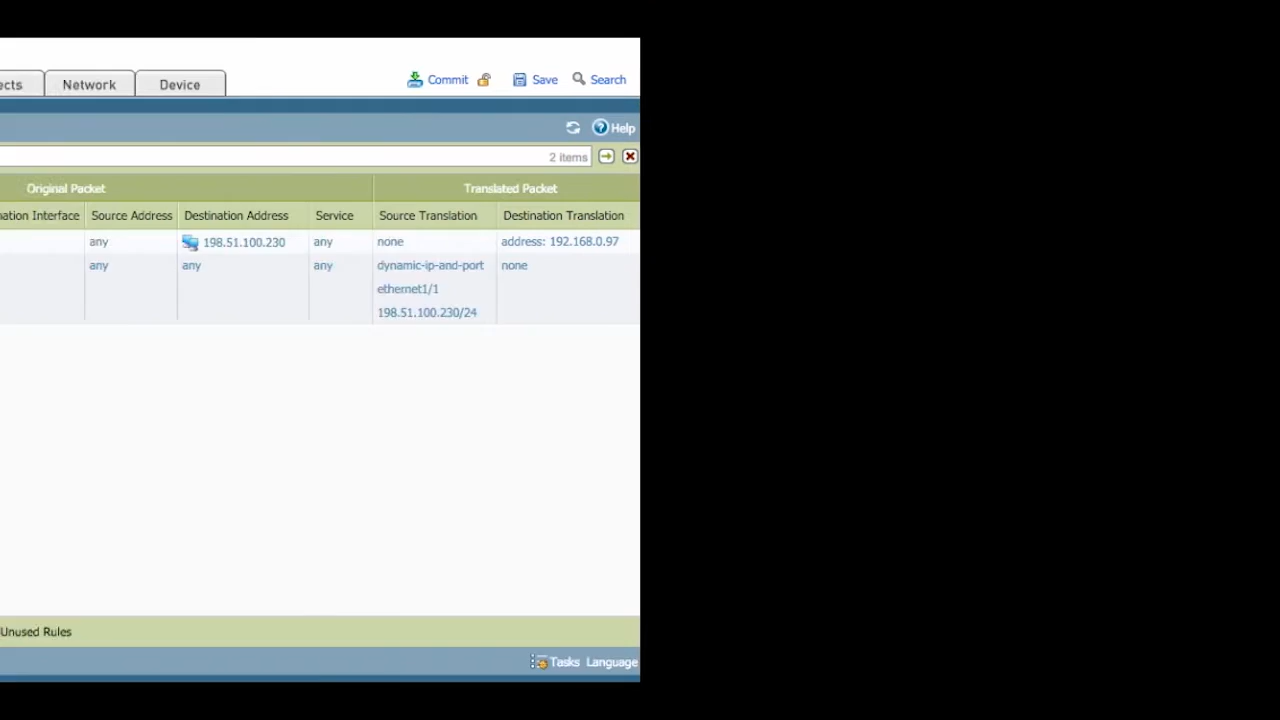 ects Network Device Commit Save Search
Help
2 items
Original Packet Translated Packet
ation Interface Source Address Destination Address Service Source Translation Destination Translation
any 198.51.100.230 any none address: 192.168.0.97
any any any dynamic-ip-and-port none
ethernet1/1
198.51.100.230/24
Unused Rules
Tasks Language